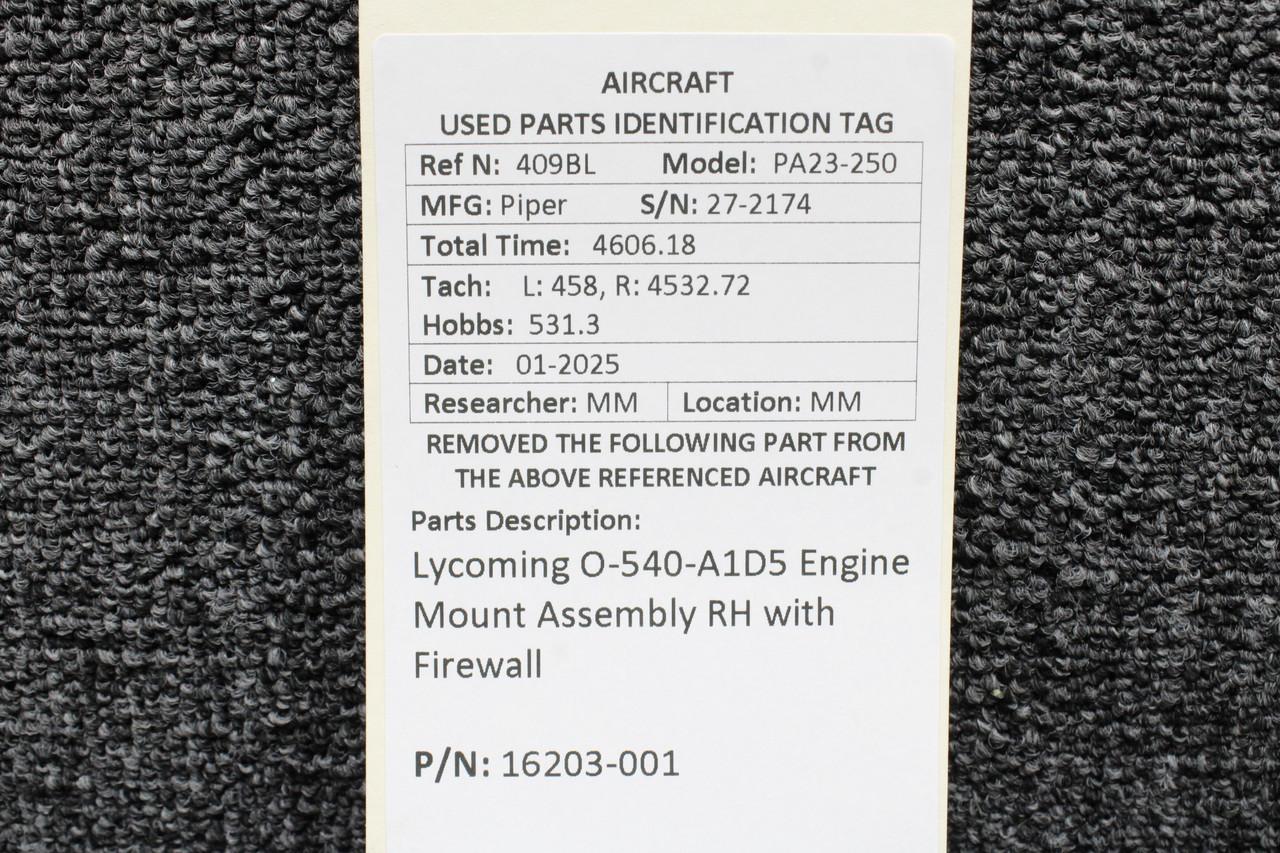 AIRCRAFT
USED PARTS IDENTIFICATION TAG
Ref N: 409BL Model: PA23-250
MFG: Piper S/N: 27-2174
Total Time: 4606.18
Tach: L: 458, R: 4532.72
Hobbs: 531.3
Date: 01-2025
Researcher: MM Location: MM
REMOVED THE FOLLOWING PART FROM
THE ABOVE REFERENCED AIRCRAFT
Parts Description:
Lycoming O-540-A1D5 Engine
Mount Assembly RH with
Firewall
P/N: 16203-001